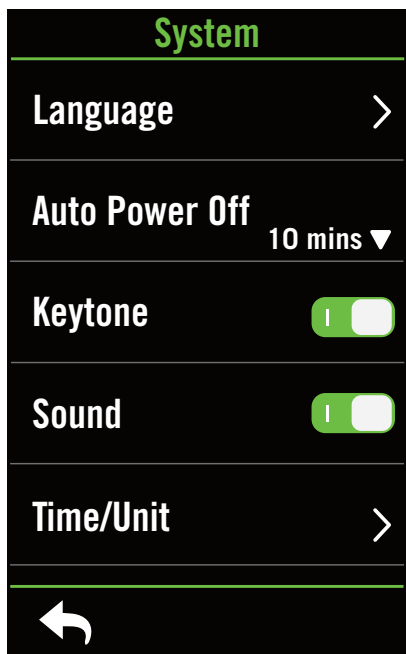 System
Language
Auto Power Off
10 mins
Keytone
Sound
Time/Unit